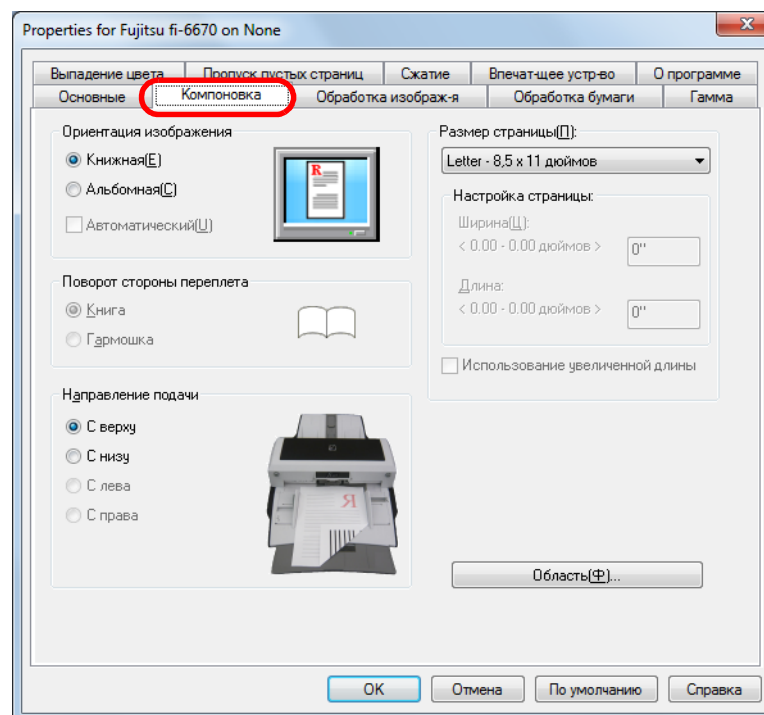 Properties for Fujitsu fi-6670 on None
Выпадение цвета Пропуск пустых страниц Сжатие Впечат-щее устр-во О программе
Основные Компоновка Обработка изображ-я Обработка бумаги Гамма
Ориентация изображения
Книжная(Е)
Альбомная(С)
Автоматический(U)
R
Поворот стороны переплета
Книга
Гармошка
Направление подачи
С верху
С низу
С лева
С права
R
Размер страницы(П):
Letter - 8,5 x 11 дюймов
Настройка страницы:
Ширина(Ц):
< 0.00 - 0.00 дюймов > 0''
Длина:
< 0.00 - 0.00 дюймов > 0''
Использование увеличенной длины
Область(Ф)...
OK Отмена По умолчанию Справка